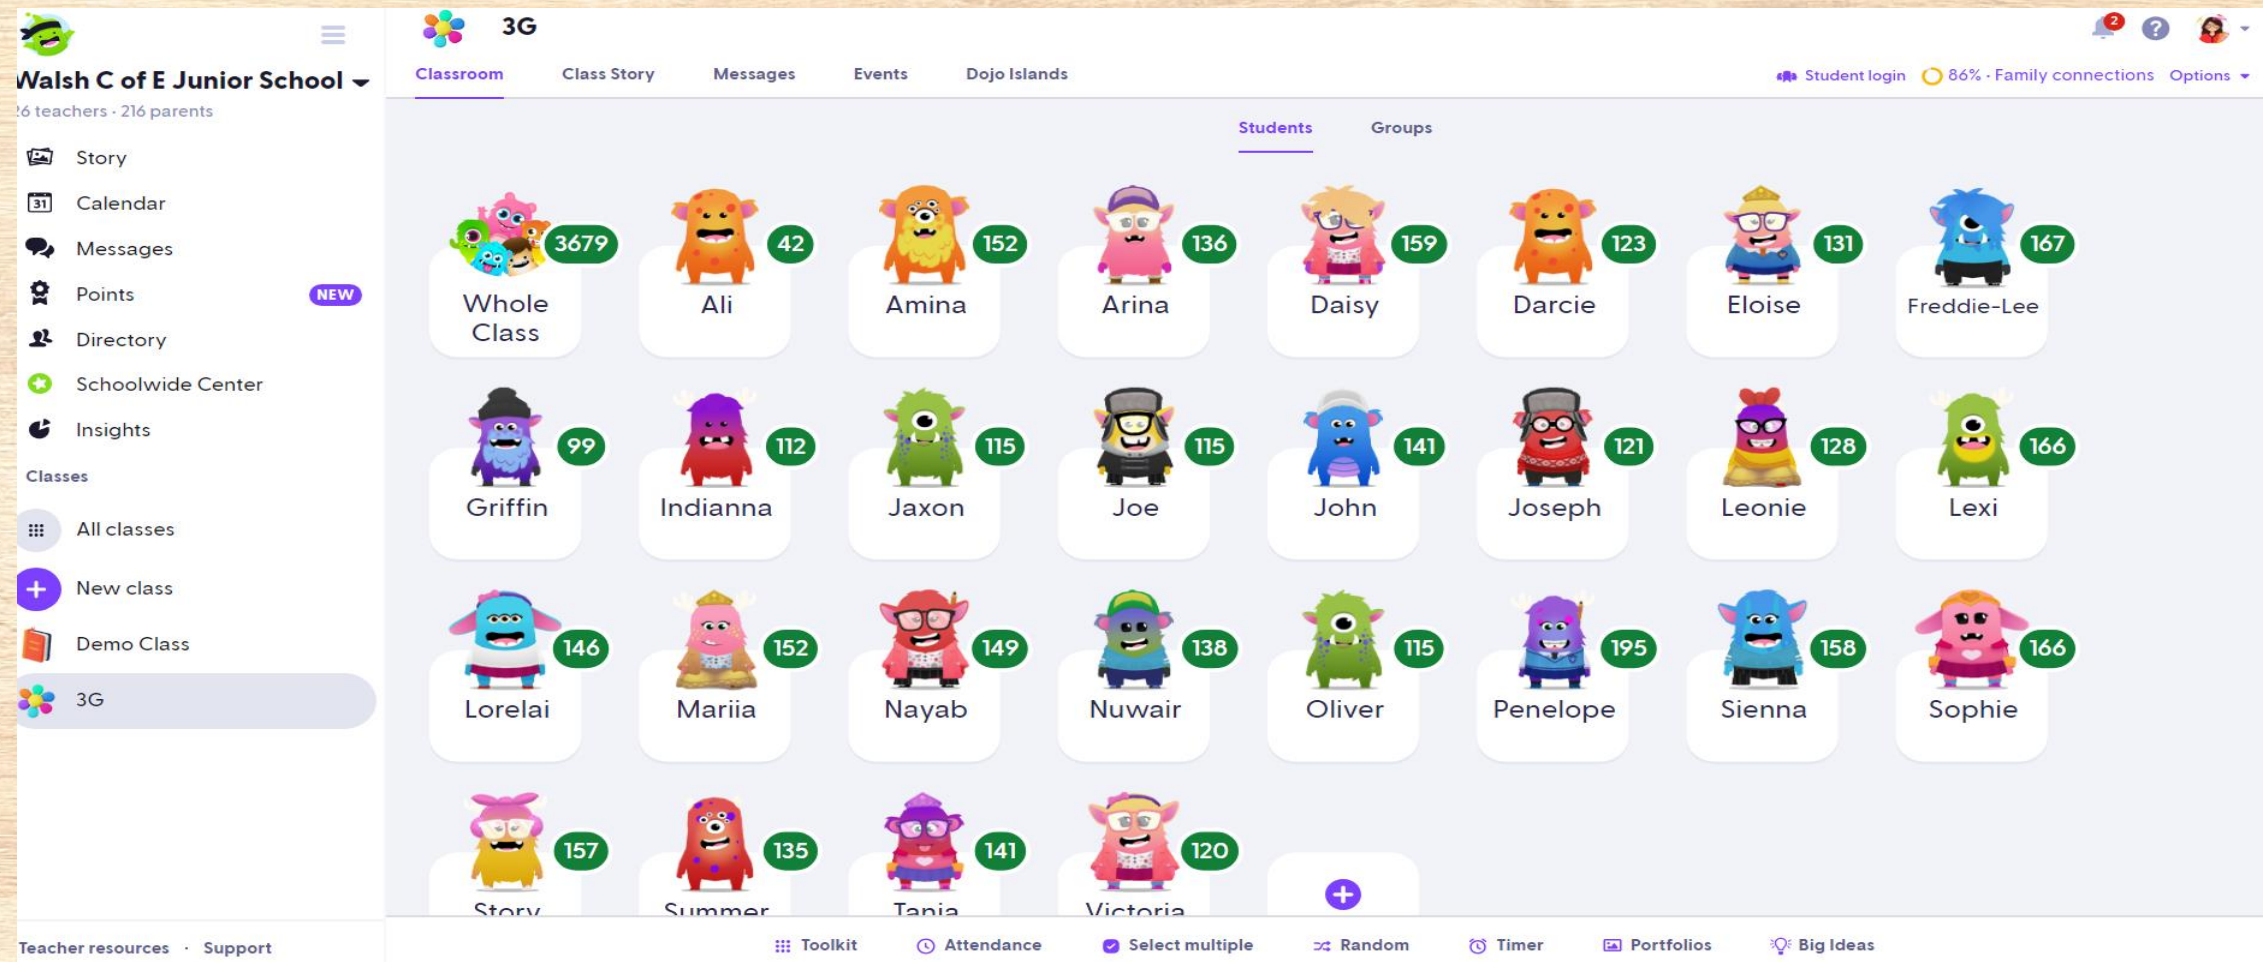 3G
2
Walsh C of E Junior School
26 teachers · 216 parents
Classroom Class Story Messages Events Dojo Islands
Student login 86% · Family connections Options
Story
31 Calendar
Messages
Points NEW
Directory
Schoolwide Center
Insights
Classes
All classes
New class
Demo Class
3G
Teacher resources · Support
Students Groups
3679 42 152 136 159 123 131 167
Whole Class
Ali Amina Arina Daisy Darcie Eloise Freddie-Lee
99 112 115 115 141 121 128 166
Griffin Indianna Jaxon Joe John Joseph Leonie Lexi
146 152 149 138 115 195 158 166
Lorelai Mariia Nayab Nuwair Oliver Penelope Sienna Sophie
157 135 141 120
Story Summer Tania Victoria
Toolkit Attendance Select multiple Random Timer Portfolios Big Ideas